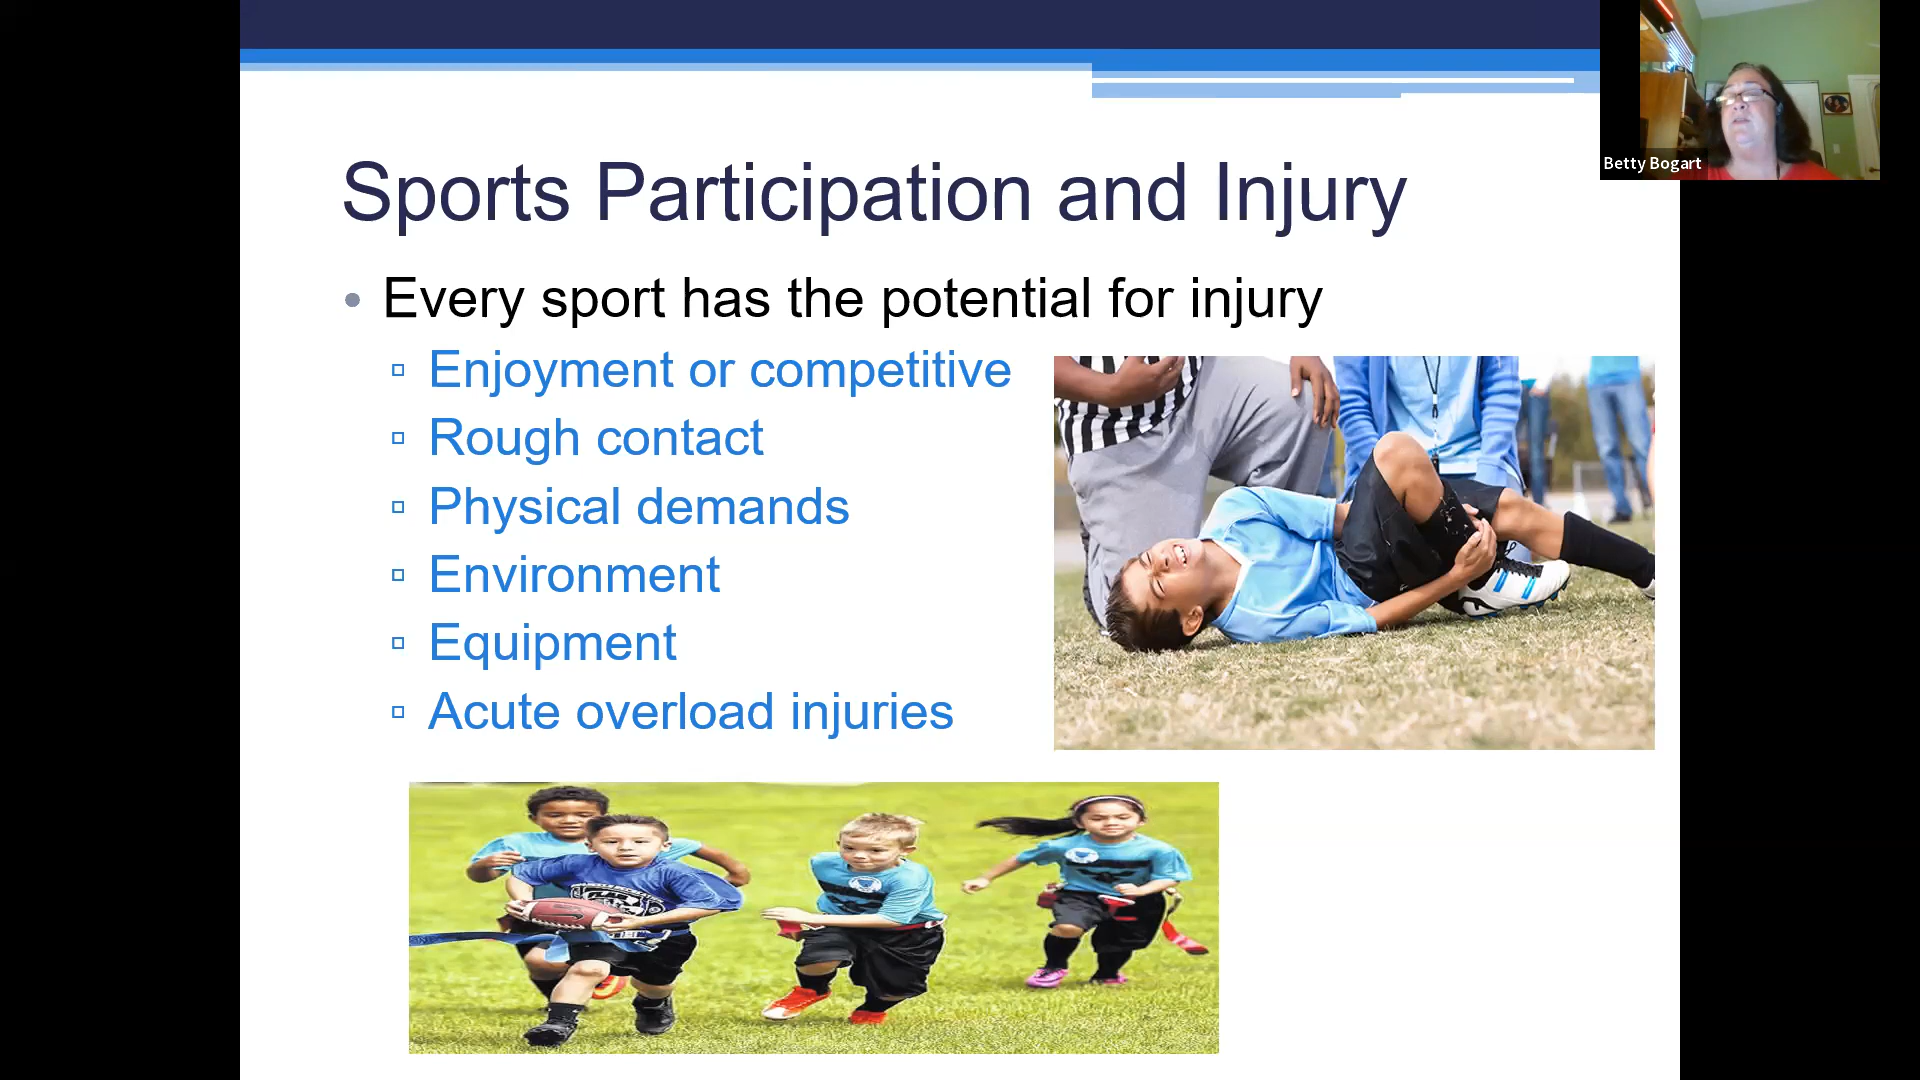 Sports Participation and Injury
Betty Bogart
• Every sport has the potential for injury
▫ Enjoyment or competitive
▫ Rough contact
▫ Physical demands
▫ Environment
▫ Equipment
▫ Acute overload injuries